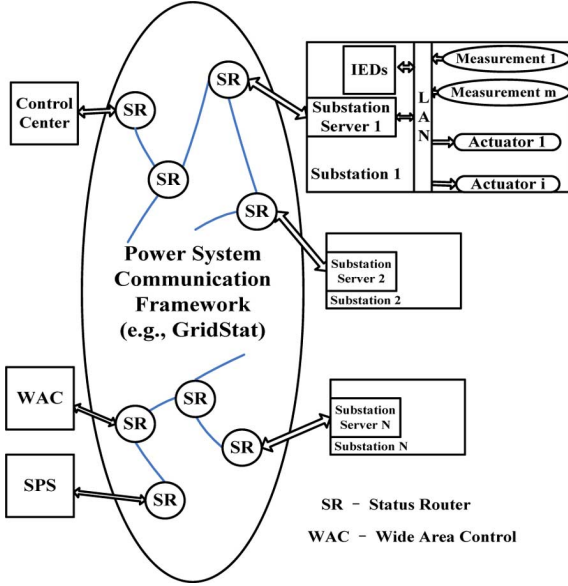 Control
Center
SR
SR
SR
SR
IEDs
Substation
Server 1
Substation 1
LAN
Measurement 1
Measurement m
Actuator 1
Actuator i
Power System
Communication
Framework
(e.g., GridStat)
Substation
Server 2
Substation 2
WAC
SPS
SR
SR
SR
SR
Substation
Server N
Substation N
SR - Status Router
WAC - Wide Area Control